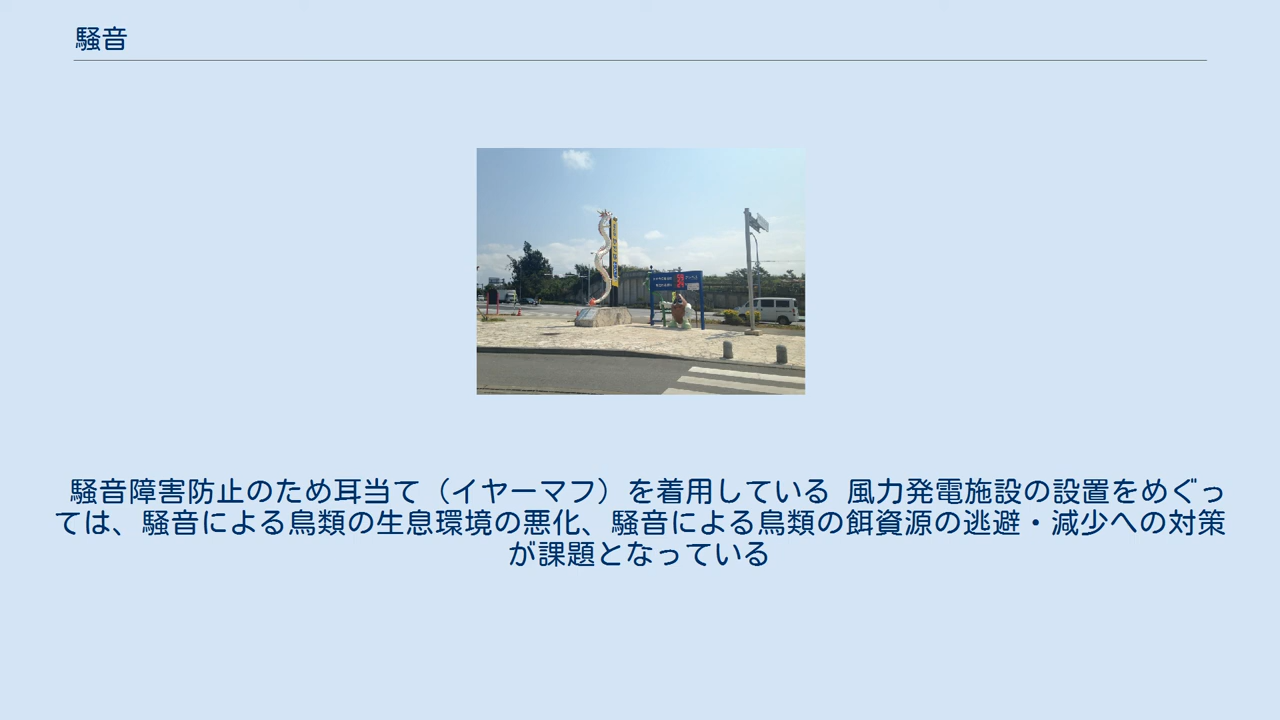 騒音
騒音障害防止のため耳当て（イヤーマフ）を着用している 風力発電施設の設置をめぐっ
ては、騒音による鳥類の生息環境の悪化、騒音による鳥類の餌資源の逃避・減少への対策
が課題となっている